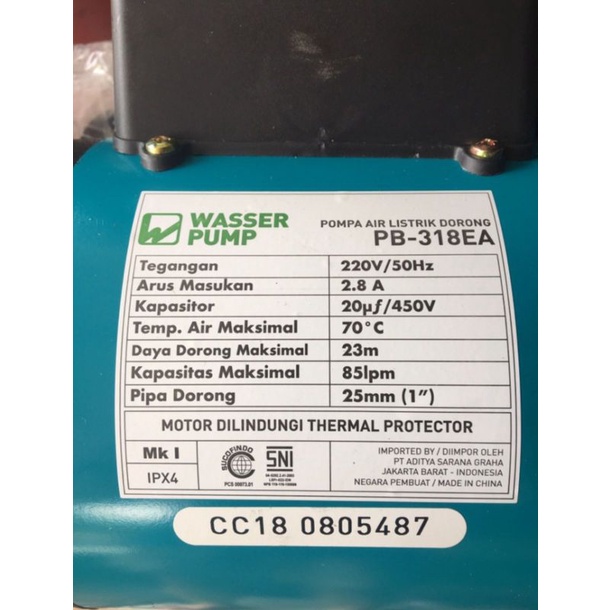 WASSER
PUMP
POMPA AIR LISTRIK DORONG
PB-318EA
Tegangan 220V/50Hz
Arus Masukan 2.8 A
Kapasitor 20µf/450V
Temp. Air Maksimal 70°C
Daya Dorong Maksimal 23m
Kapasitas Maksimal 85lpm
Pipa Dorong 25mm (1")
MOTOR DILINDUNGI THERMAL PROTECTOR
Mk I
IPX4
SUCOFINDO
SNI
IMPORTED BY / DIIMPOR OLEH
PT ADITYA SARANA GRAHA
JAKARTA BARAT - INDONESIA
NEGARA PEMBUAT / MADE IN CHINA
CC18 0805487